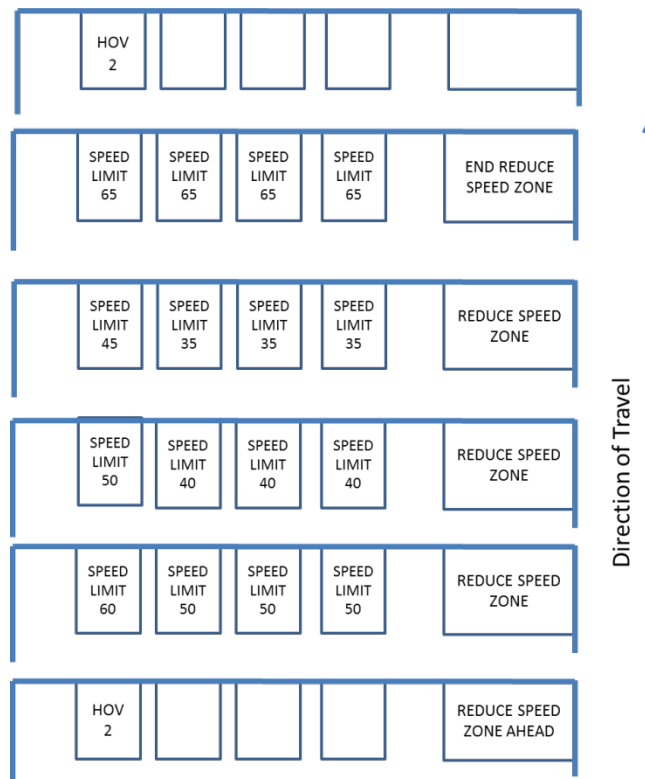 HOV
2
SPEED
LIMIT
65
SPEED
LIMIT
65
SPEED
LIMIT
65
SPEED
LIMIT
65
END REDUCE
SPEED ZONE
SPEED
LIMIT
45
SPEED
LIMIT
35
SPEED
LIMIT
35
SPEED
LIMIT
35
REDUCE SPEED
ZONE
SPEED
LIMIT
50
SPEED
LIMIT
40
SPEED
LIMIT
40
SPEED
LIMIT
40
REDUCE SPEED
ZONE
SPEED
LIMIT
60
SPEED
LIMIT
50
SPEED
LIMIT
50
SPEED
LIMIT
50
REDUCE SPEED
ZONE
HOV
2
REDUCE SPEED
ZONE AHEAD
Direction of Travel